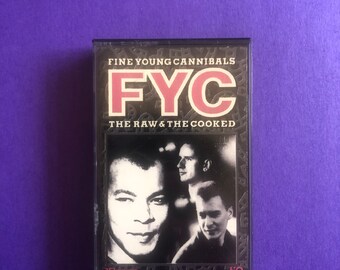 FINE YOUNG CANNIBALS
FYC
THE RAW & THE COOKED